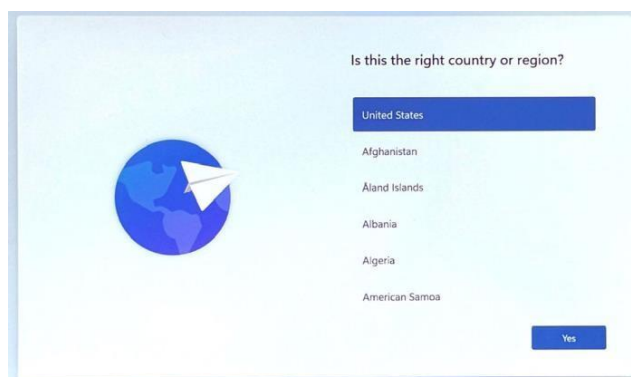 Is this the right country or region?
United States
Afghanistan
Åland Islands
Albania
Algeria
American Samoa
Yes